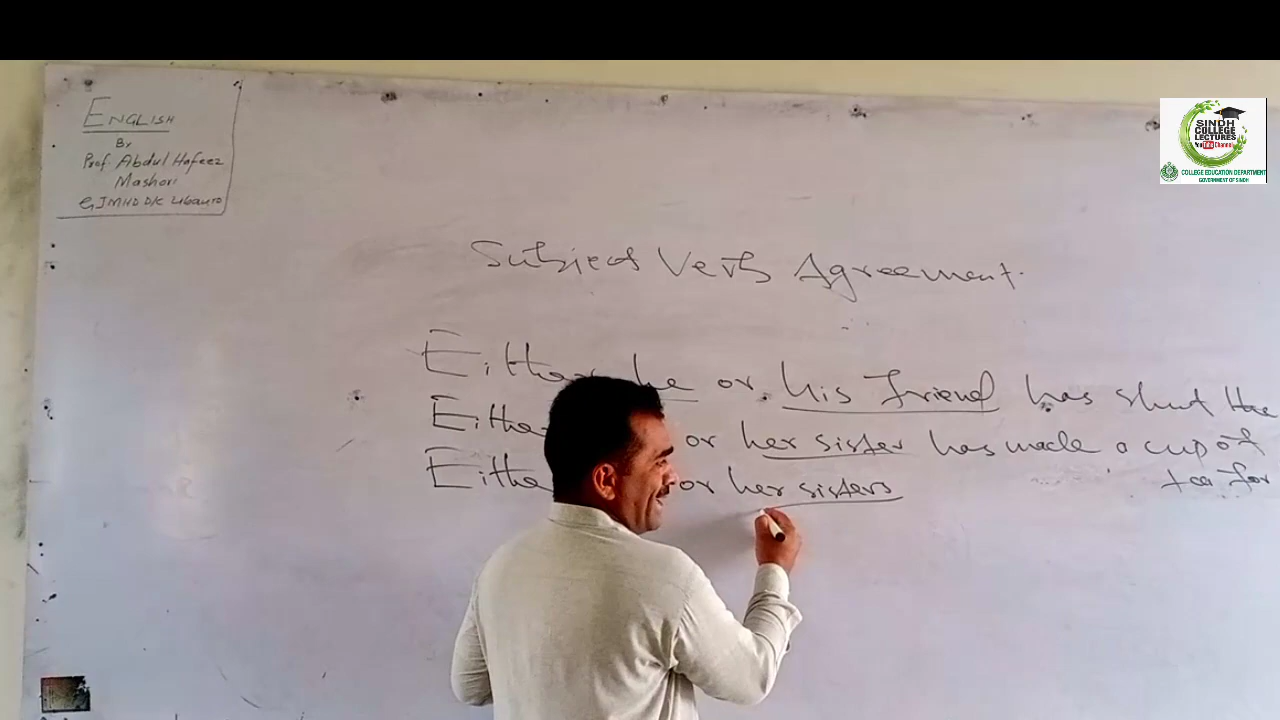 ENGLISH
By
Prof. Abdul Hafeez
Mashori
Subject Verb Agreement.
Either he or his friend has shut the
or her sister has made a cup of
tea for
or her sisters
SINDH
COLLEGE
LECTURES
YouTube Channel
COLLEGE EDUCATION DEPARTMENT
GOVERNMENT OF SINDH